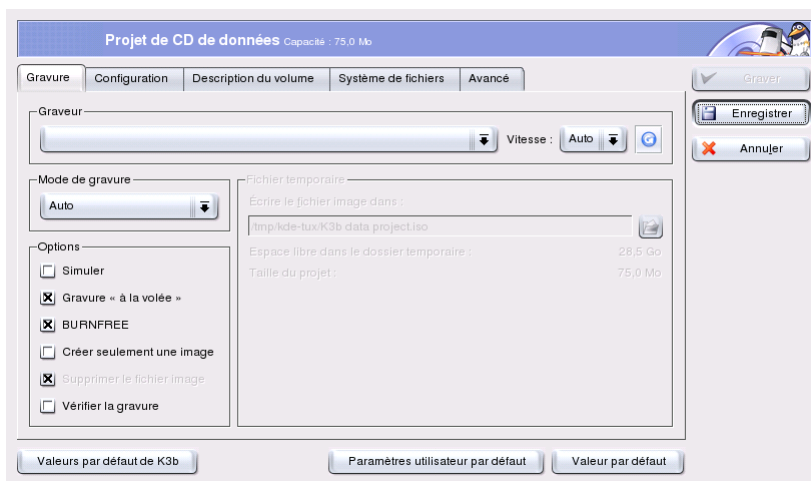 Projet de CD de données Capacité : 75,0 Mo
Gravure Configuration Description du volume Système de fichiers Avancé
Graver
Enregistrer
Annuler
Graveur
Vitesse : Auto
Mode de gravure
Auto
Fichier temporaire
Écrire le fichier image dans :
/tmp/kde-tux/K3b data project.iso
Espace libre dans le dossier temporaire : 28,5 Go
Taille du projet : 75,0 Mo
Options
Simuler
Gravure « à la volée »
BURNFREE
Créer seulement une image
Supprimer le fichier image
Vérifier la gravure
Valeurs par défaut de K3b Paramètres utilisateur par défaut Valeur par défaut